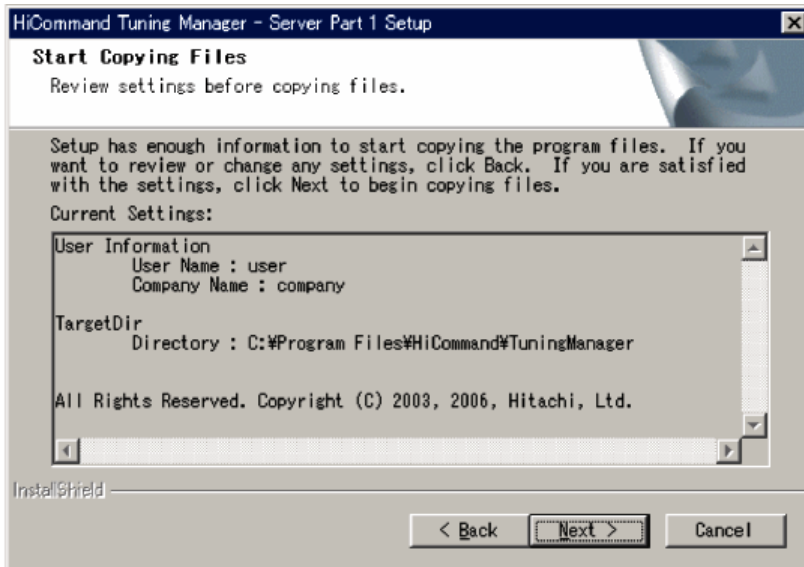 HiCommand Tuning Manager - Server Part 1 Setup
Start Copying Files
Review settings before copying files.
Setup has enough information to start copying the program files.  If you
want to review or change any settings, click Back.  If you are satisfied
with the settings, click Next to begin copying files.
Current Settings:
User Information
User Name : user
Company Name : company
TargetDir
Directory : C:¥Program Files¥HiCommand¥TuningManager
All Rights Reserved. Copyright (C) 2003, 2006, Hitachi, Ltd.
InstallShield
< Back
Next >
Cancel